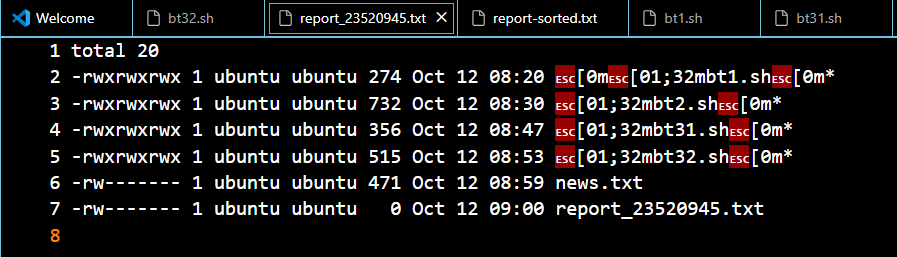 Welcome bt32.sh report_23520945.txt report-sorted.txt bt1.sh bt31.sh
1 total 20
2 -rwxrwxrwx 1 ubuntu ubuntu 274 Oct 12 08:20 ESC[0mESC[01;32mbt1.shESC[0m*
3 -rwxrwxrwx 1 ubuntu ubuntu 732 Oct 12 08:30 ESC[01;32mbt2.shESC[0m*
4 -rwxrwxrwx 1 ubuntu ubuntu 356 Oct 12 08:47 ESC[01;32mbt31.shESC[0m*
5 -rwxrwxrwx 1 ubuntu ubuntu 515 Oct 12 08:53 ESC[01;32mbt32.shESC[0m*
6 -rw------- 1 ubuntu ubuntu 471 Oct 12 08:59 news.txt
7 -rw------- 1 ubuntu ubuntu   0 Oct 12 09:00 report_23520945.txt
8